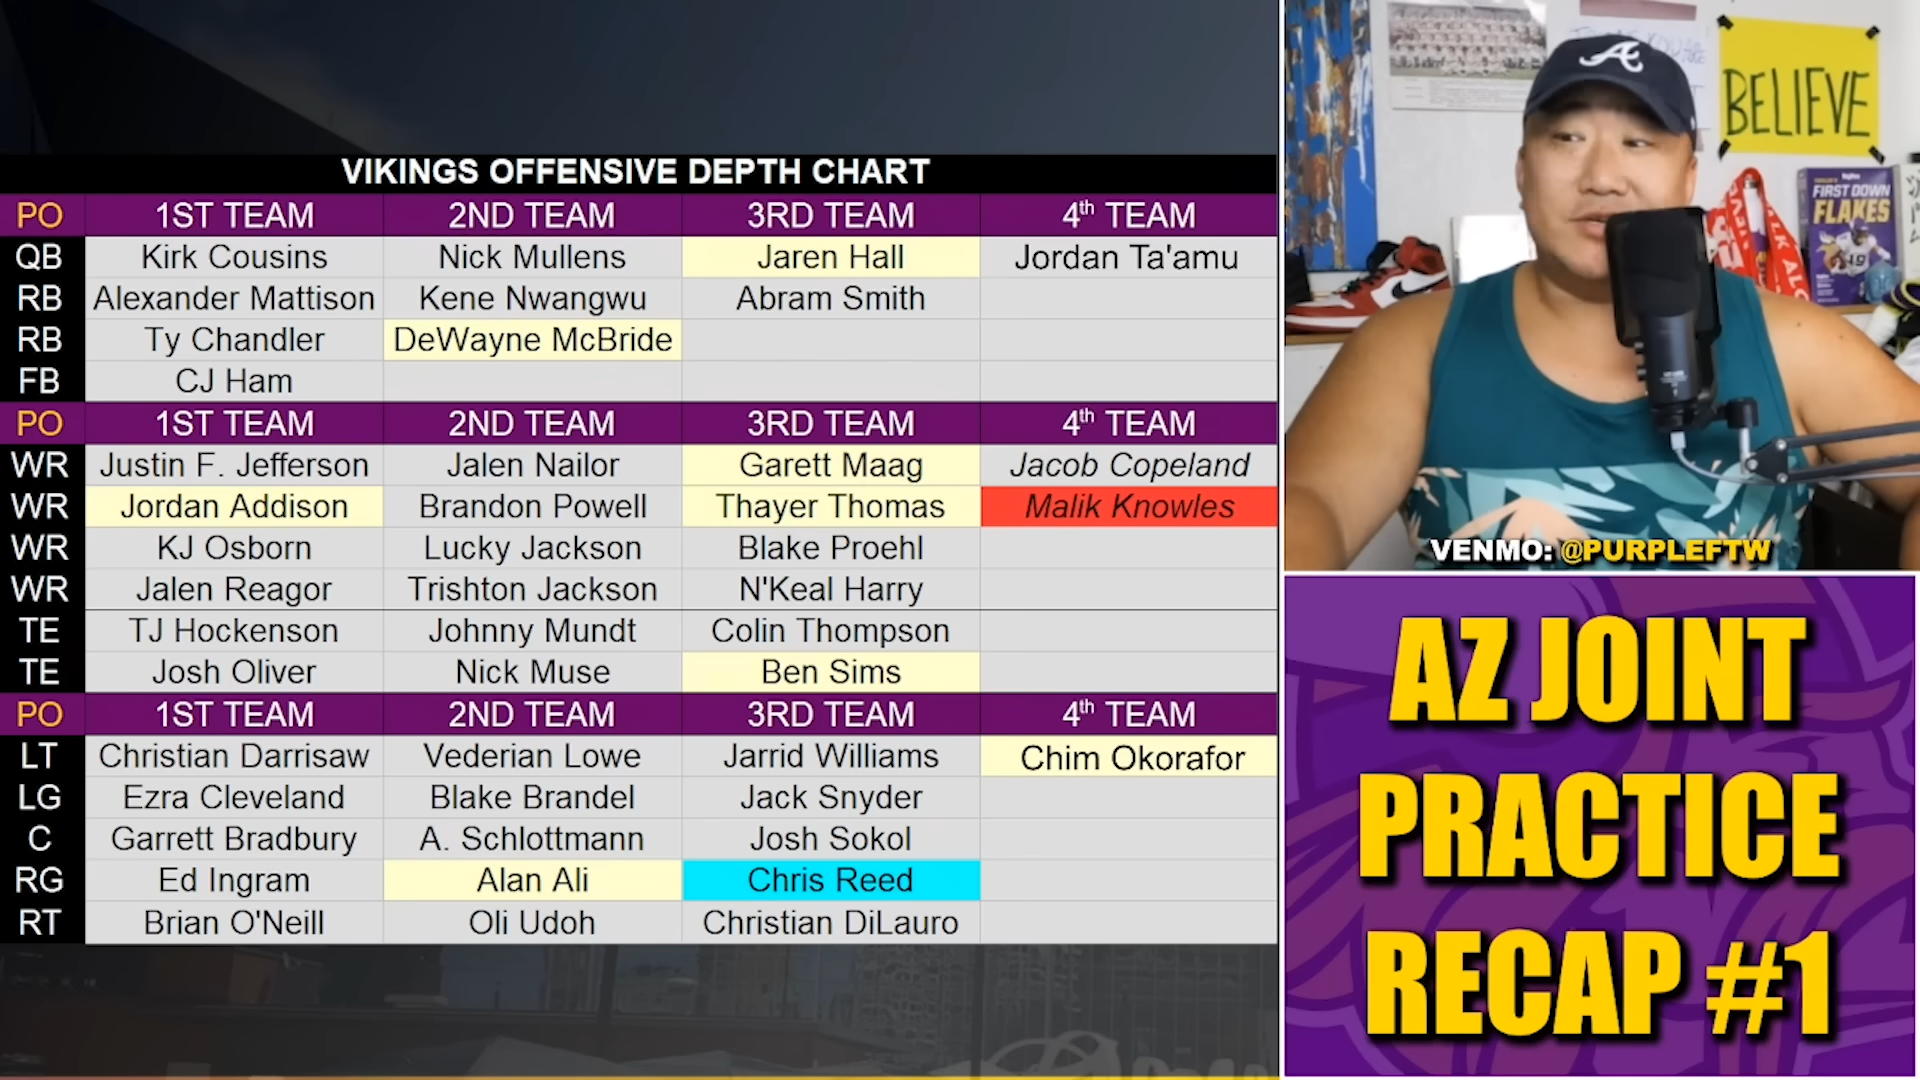 VIKINGS OFFENSIVE DEPTH CHART
PO 1ST TEAM 2ND TEAM 3RD TEAM 4th TEAM
QB Kirk Cousins Nick Mullens Jaren Hall Jordan Ta'amu
RB Alexander Mattison Kene Nwangwu Abram Smith
RB Ty Chandler DeWayne McBride
FB CJ Ham
PO 1ST TEAM 2ND TEAM 3RD TEAM 4th TEAM
WR Justin F. Jefferson Jalen Nailor Garett Maag Jacob Copeland
WR Jordan Addison Brandon Powell Thayer Thomas Malik Knowles
WR KJ Osborn Lucky Jackson Blake Proehl
WR Jalen Reagor Trishton Jackson N'Keal Harry
TE TJ Hockenson Johnny Mundt Colin Thompson
TE Josh Oliver Nick Muse Ben Sims
PO 1ST TEAM 2ND TEAM 3RD TEAM 4th TEAM
LT Christian Darrisaw Vederian Lowe Jarrid Williams Chim Okorafor
LG Ezra Cleveland Blake Brandel Jack Snyder
C Garrett Bradbury A. Schlottmann Josh Sokol
RG Ed Ingram Alan Ali Chris Reed
RT Brian O'Neill Oli Udoh Christian DiLauro
A
BELIEVE
FIRST DOWN
FLAKES
VENMO: @PURPLEFTW
AZ JOINT
PRACTICE
RECAP #1